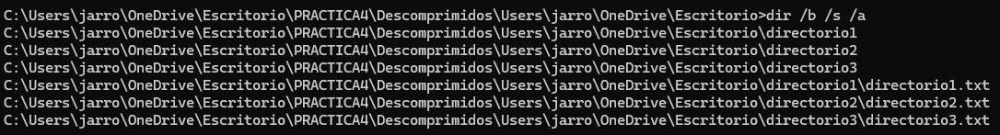 C:\Users\jarro\OneDrive\Escritorio\PRACTICA4\Descomprimidos\Users\jarro\OneDrive\Escritorio>dir /b /s /a
C:\Users\jarro\OneDrive\Escritorio\PRACTICA4\Descomprimidos\Users\jarro\OneDrive\Escritorio\directorio1
C:\Users\jarro\OneDrive\Escritorio\PRACTICA4\Descomprimidos\Users\jarro\OneDrive\Escritorio\directorio2
C:\Users\jarro\OneDrive\Escritorio\PRACTICA4\Descomprimidos\Users\jarro\OneDrive\Escritorio\directorio3
C:\Users\jarro\OneDrive\Escritorio\PRACTICA4\Descomprimidos\Users\jarro\OneDrive\Escritorio\directorio1\directorio1.txt
C:\Users\jarro\OneDrive\Escritorio\PRACTICA4\Descomprimidos\Users\jarro\OneDrive\Escritorio\directorio2\directorio2.txt
C:\Users\jarro\OneDrive\Escritorio\PRACTICA4\Descomprimidos\Users\jarro\OneDrive\Escritorio\directorio3\directorio3.txt